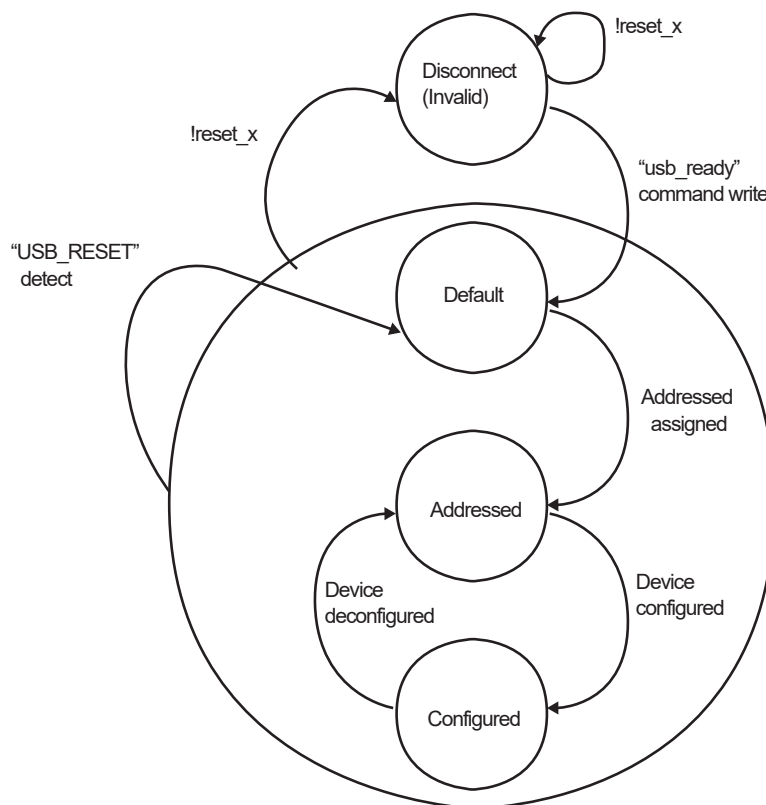 !reset_x
Disconnect
(Invalid)
!reset_x
“usb_ready”
command write
“USB_RESET”
detect
Default
Addressed
assigned
Addressed
Device
deconfigured
Device
configured
Configured